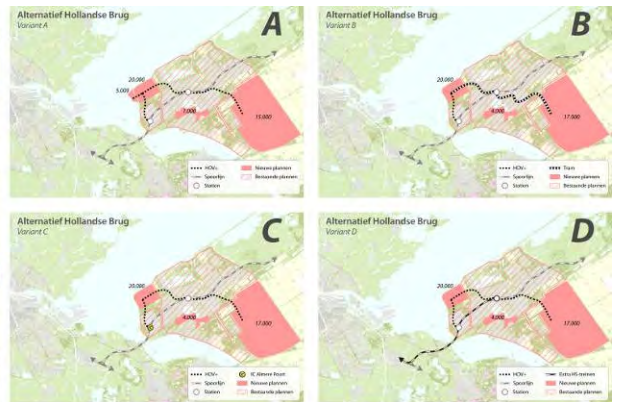 Alternatief Hollandse Brug
Variant A
A
20.000
5.000
15.000
HOV+
Nieuwe plannen
Spoorlijn
Bestaande plannen
Station
Alternatief Hollandse Brug
Variant B
B
20.000
4.000
17.000
HOV+
Tram
Spoorlijn
Nieuwe plannen
Station
Bestaande plannen
Alternatief Hollandse Brug
Variant C
C
20.000
4.000
17.000
HOV+
IC Almere Poort
Spoorlijn
Nieuwe plannen
Station
Bestaande plannen
Alternatief Hollandse Brug
Variant D
D
20.000
4.000
17.000
HOV+
Extra HS-treinen
Spoorlijn
Nieuwe plannen
Station
Bestaande plannen